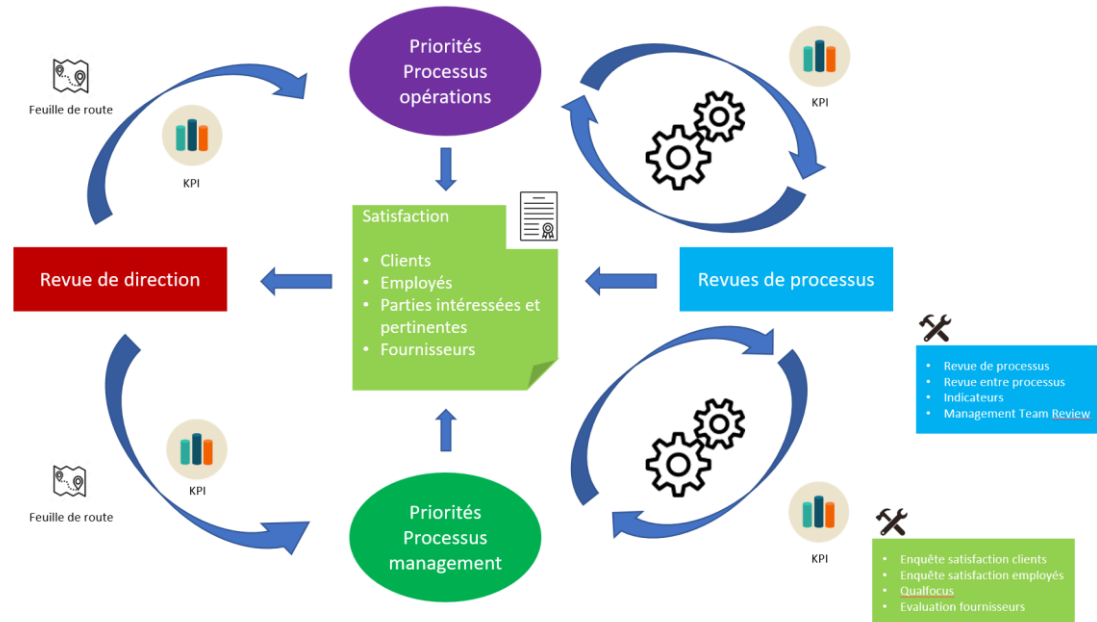 Priorités
Processus
opérations
Feuille de route
KPI
KPI
Satisfaction
• Clients
• Employés
• Parties intéressées et
pertinentes
• Fournisseurs
Revue de direction
Revues de processus
• Revue de processus
• Revue entre processus
• Indicateurs
• Management Team Review
KPI
Feuille de route
Priorités
Processus
management
KPI
• Enquête satisfaction clients
• Enquête satisfaction employés
• Qualfocus
• Evaluation fournisseurs